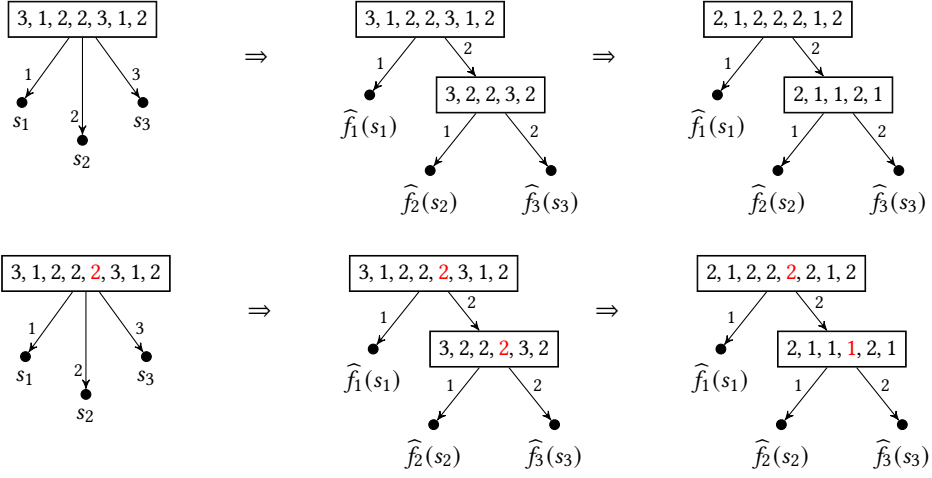 3, 1, 2, 2, 3, 1, 2 ⇒ 3, 1, 2, 2, 3, 1, 2 ⇒ 2, 1, 2, 2, 2, 1, 2
1 2 3 1 2 1 2
s₁ s₂ s₃ f̂₁(s₁) 3, 2, 2, 3, 2 f̂₁(s₁) 2, 1, 1, 2, 1
1 2 1 2
f̂₂(s₂) f̂₃(s₃) f̂₂(s₂) f̂₃(s₃)
3, 1, 2, 2, 2, 3, 1, 2 ⇒ 3, 1, 2, 2, 2, 3, 1, 2 ⇒ 2, 1, 2, 2, 2, 2, 1, 2
1 2 3 1 2 1 2
s₁ s₂ s₃ f̂₁(s₁) 3, 2, 2, 2, 3, 2 f̂₁(s₁) 2, 1, 1, 1, 2, 1
1 2 1 2
f̂₂(s₂) f̂₃(s₃) f̂₂(s₂) f̂₃(s₃)